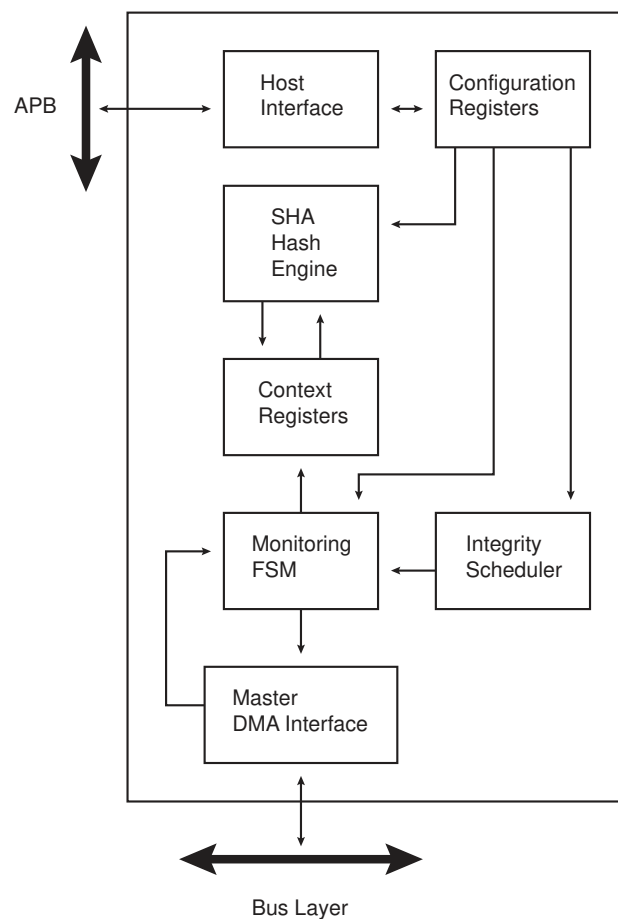 APB
Host
Interface
Configuration
Registers
SHA
Hash
Engine
Context
Registers
Monitoring
FSM
Integrity
Scheduler
Master
DMA Interface
Bus Layer